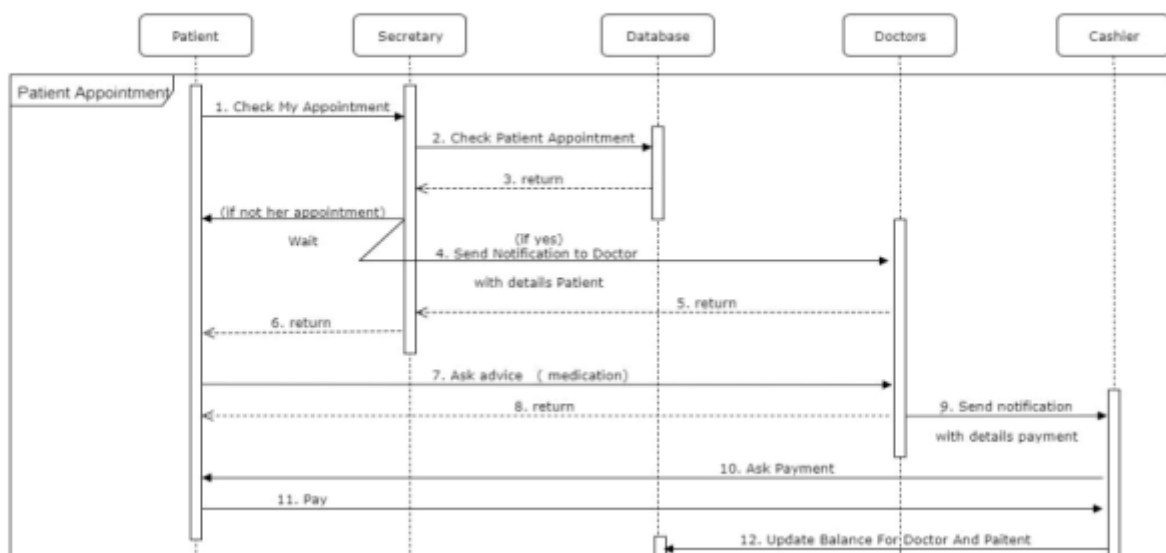 Patient
Secretary
Database
Doctors
Cashier
Patient Appointment
1. Check My Appointment
2. Check Patient Appointment
3. return
(if not her appointment)
Wait
(if yes)
4. Send Notification to Doctor
with details Patient
5. return
6. return
7. Ask advice ( medication)
8. return
9. Send notification
with details payment
10. Ask Payment
11. Pay
12. Update Balance For Doctor And Paitent